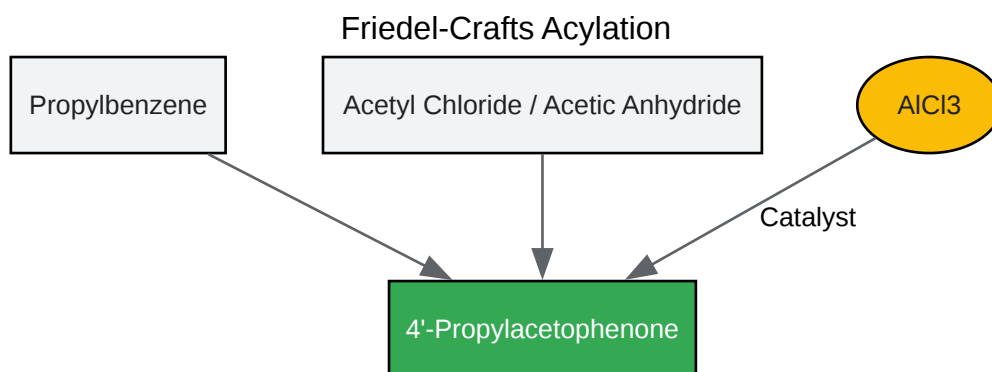 Friedel-Crafts Acylation
Propylbenzene
Acetyl Chloride / Acetic Anhydride
AlCl3
Catalyst
4'-Propylacetophenone